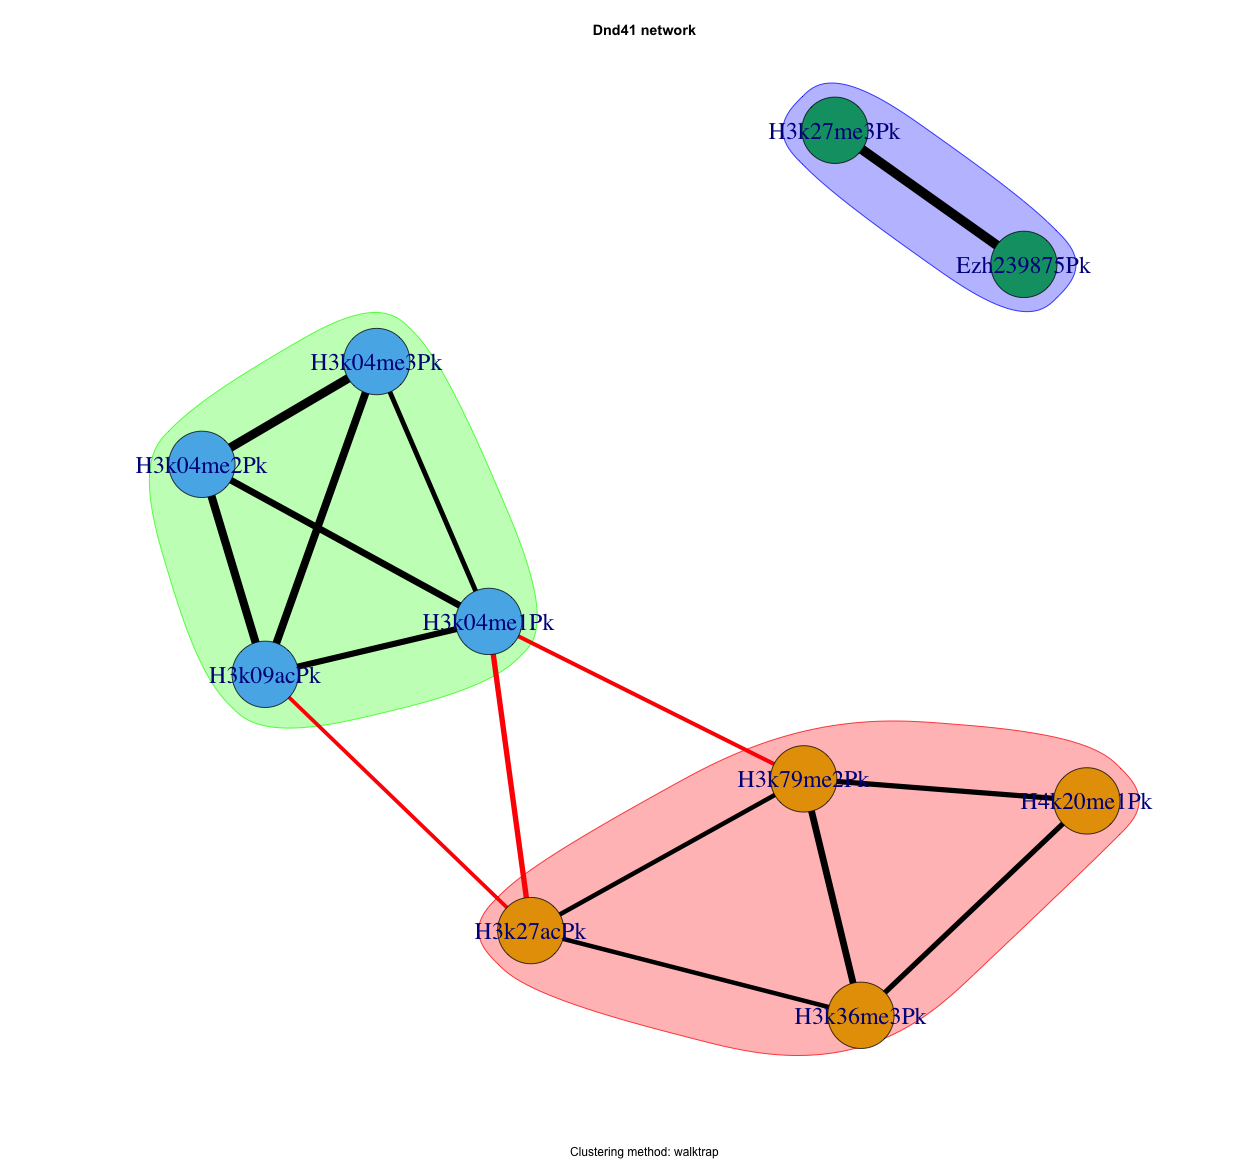 Dnd41 network
H3k27me3Pk
Ezh239875Pk
H3k04me3Pk
H3k04me2Pk
H3k04me1Pk
H3k09acPk
H3k79me2Pk
H4k20me1Pk
H3k27acPk
H3k36me3Pk
Clustering method: walktrap